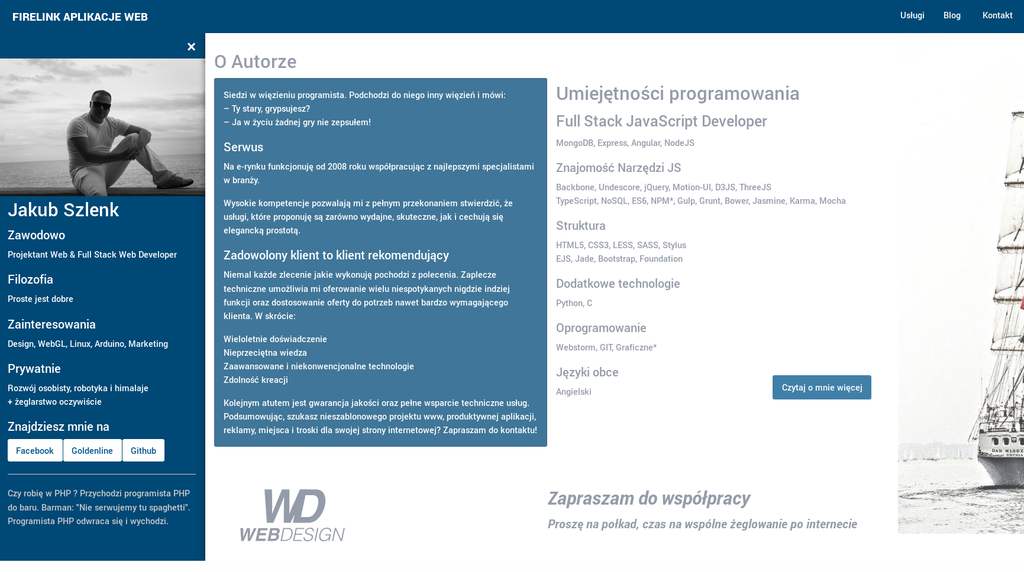 FIRELINK APLIKACJE WEB
Usługi
Blog
Kontakt
×
Jakub Szlenk
Zawodowo
Projektant Web & Full Stack Web Developer
Filozofia
Proste jest dobre
Zainteresowania
Design, WebGL, Linux, Arduino, Marketing
Prywatnie
Rozwój osobisty, robotyka i himalaje
+ żeglarstwo oczywiście
Znajdziesz mnie na
Facebook
Goldenline
Github
Czy robię w PHP ? Przychodzi programista PHP
do baru. Barman: "Nie serwujemy tu spaghetti".
Programista PHP odwraca się i wychodzi.
O Autorze
Siedzi w więzieniu programista. Podchodzi do niego inny więzień i mówi:
– Ty stary, grypsujesz?
– Ja w życiu żadnej gry nie zepsułem!
Serwus
Na e-rynku funkcjonuję od 2008 roku współpracując z najlepszymi specjalistami
w branży.
Wysokie kompetencje pozwalają mi z pełnym przekonaniem stwierdzić, że
usługi, które proponuję są zarówno wydajne, skuteczne, jak i cechują się
elegancką prostotą.
Zadowolony klient to klient rekomendujący
Niemal każde zlecenie jakie wykonuję pochodzi z polecenia. Zaplecze
techniczne umożliwia mi oferowanie wielu niespotykanych nigdzie indziej
funkcji oraz dostosowanie oferty do potrzeb nawet bardzo wymagającego
klienta. W skrócie:
Wieloletnie doświadczenie
Nieprzeciętna wiedza
Zaawansowane i niekonwencjonalne technologie
Zdolność kreacji
Kolejnym atutem jest gwarancja jakości oraz pełne wsparcie techniczne usług.
Podsumowując, szukasz nieszablonowego projektu www, produktywnej aplikacji,
reklamy, miejsca i troski dla swojej strony internetowej? Zapraszam do kontaktu!
Umiejętności programowania
Full Stack JavaScript Developer
MongoDB, Express, Angular, NodeJS
Znajomość Narzędzi JS
Backbone, Undescore, jQuery, Motion-UI, D3JS, ThreeJS
TypeScript, NoSQL, ES6, NPM*, Gulp, Grunt, Bower, Jasmine, Karma, Mocha
Struktura
HTML5, CSS3, LESS, SASS, Stylus
EJS, Jade, Bootstrap, Foundation
Dodatkowe technologie
Python, C
Oprogramowanie
Webstorm, GIT, Graficzne*
Języki obce
Angielski
Czytaj o mnie więcej
WD
WEBDESIGN
Zapraszam do współpracy
Proszę na połkad, czas na wspólne żeglowanie po internecie